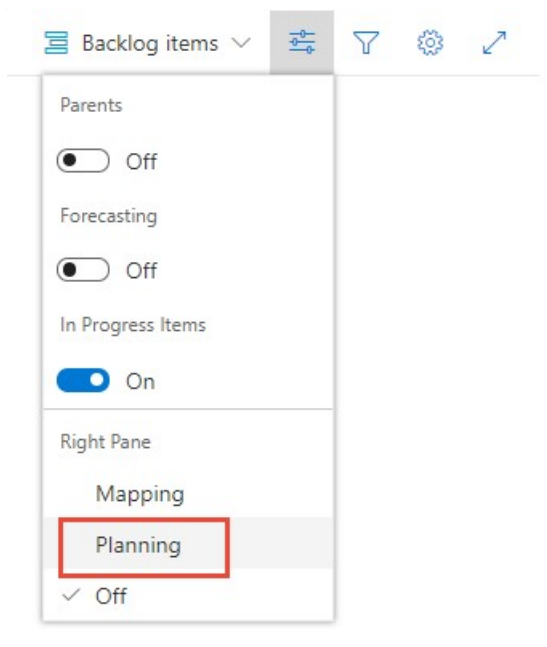 Backlog items
Parents
Off
Forecasting
Off
In Progress Items
On
Right Pane
Mapping
Planning
Off